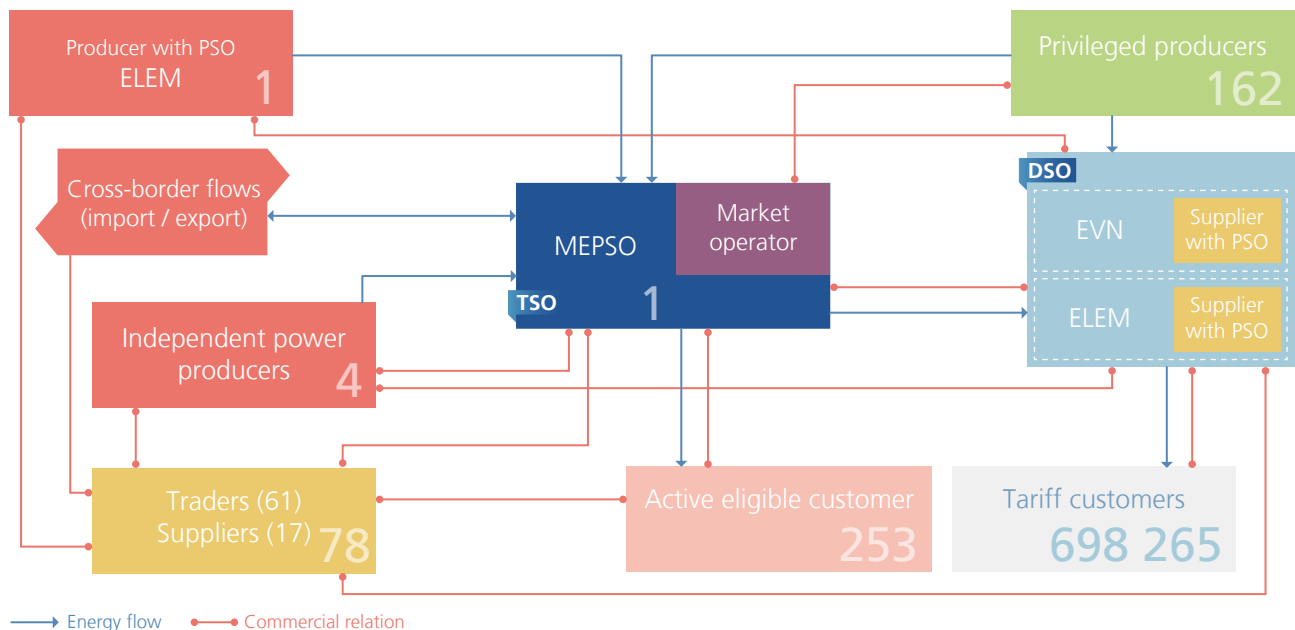 Producer with PSO
ELEM
1
Privileged producers
162
Cross-border flows
(import / export)
MEPSO
1
TSO
Market
operator
DSO
EVN
Supplier
with PSO
ELEM
Supplier
with PSO
Independent power
producers
4
Traders (61)
Suppliers (17)
78
Active eligible customer
253
Tariff customers
698 265
Energy flow
Commercial relation